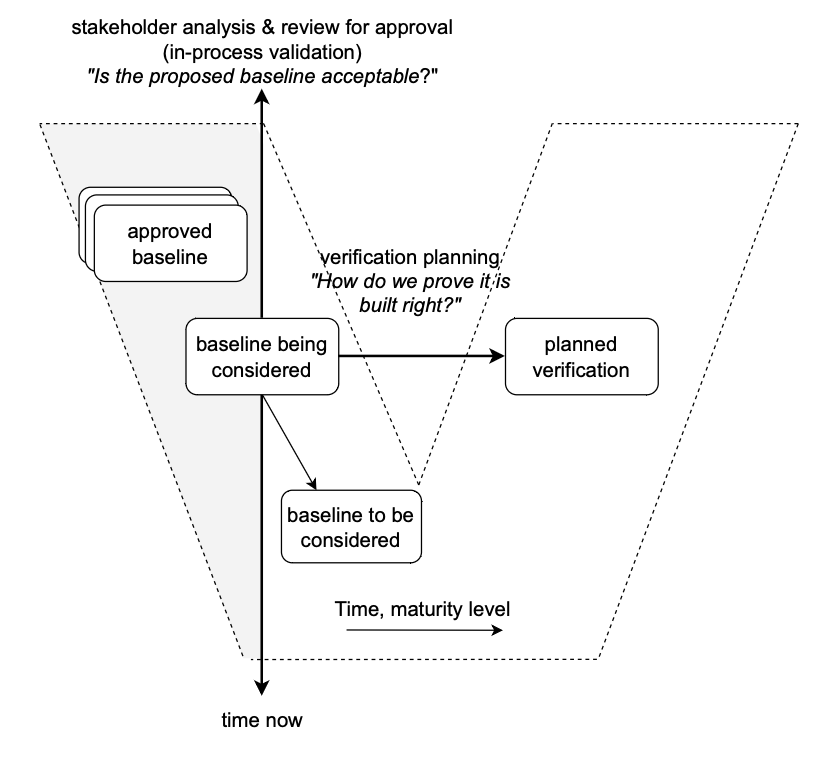 stakeholder analysis & review for approval
(in-process validation)
"Is the proposed baseline acceptable?"
approved
baseline
verification planning
"How do we prove it is
built right?"
baseline being
considered
planned
verification
baseline to be
considered
Time, maturity level
time now